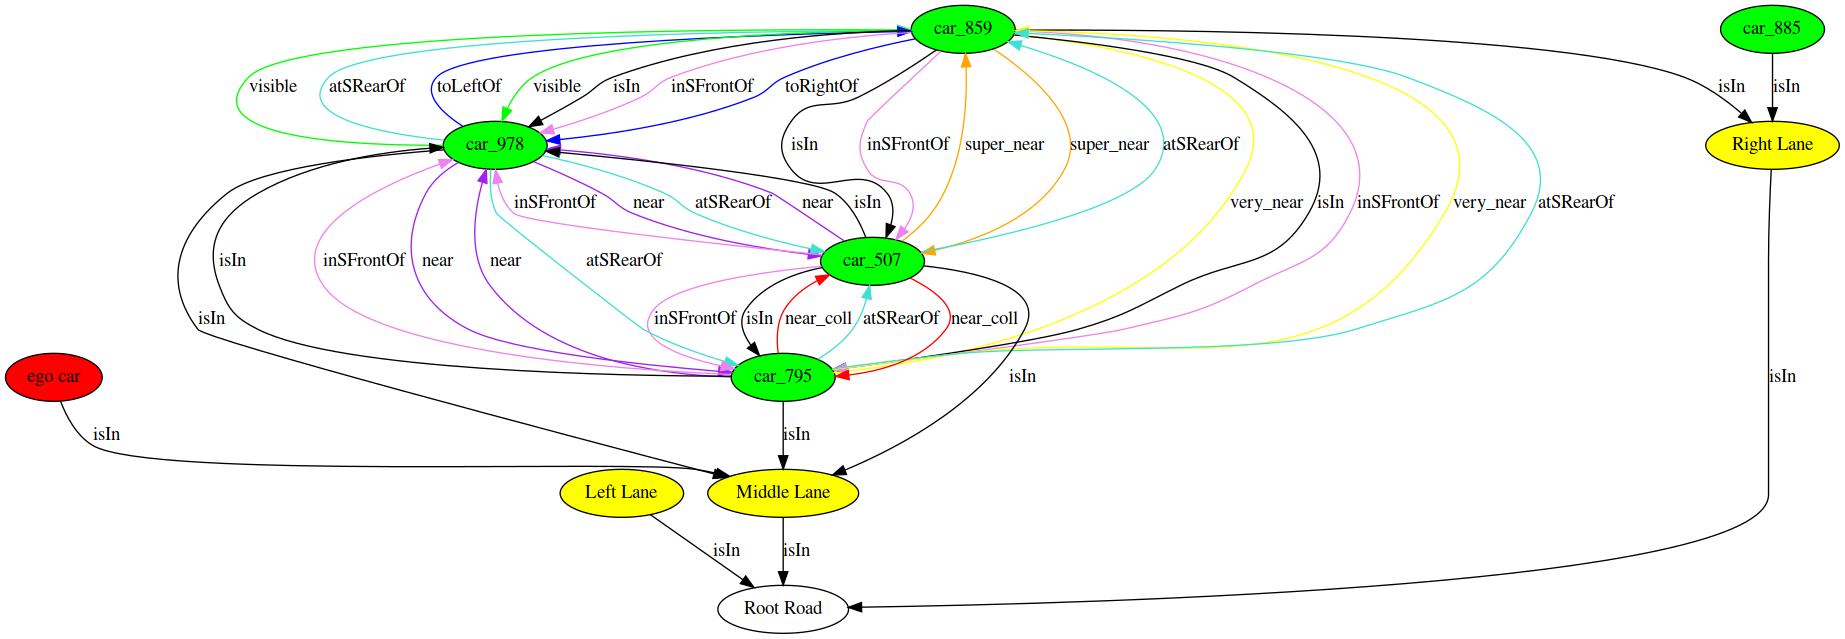 car_859
car_885
visible
atSRearOf
toLeftOf
visible
isIn
inSFrontOf
toRightOf
isIn
isIn
car_978
isIn
inSFrontOf
super_near
super_near
atSRearOf
Right Lane
inSFrontOf
near
atSRearOf
near
isIn
very_near
isIn
inSFrontOf
very_near
atSRearOf
isIn
inSFrontOf
near
near
atSRearOf
car_507
isIn
inSFrontOf
isIn
near_coll
atSRearOf
near_coll
ego car
car_795
isIn
isIn
isIn
isIn
Left Lane
Middle Lane
isIn
isIn
Root Road